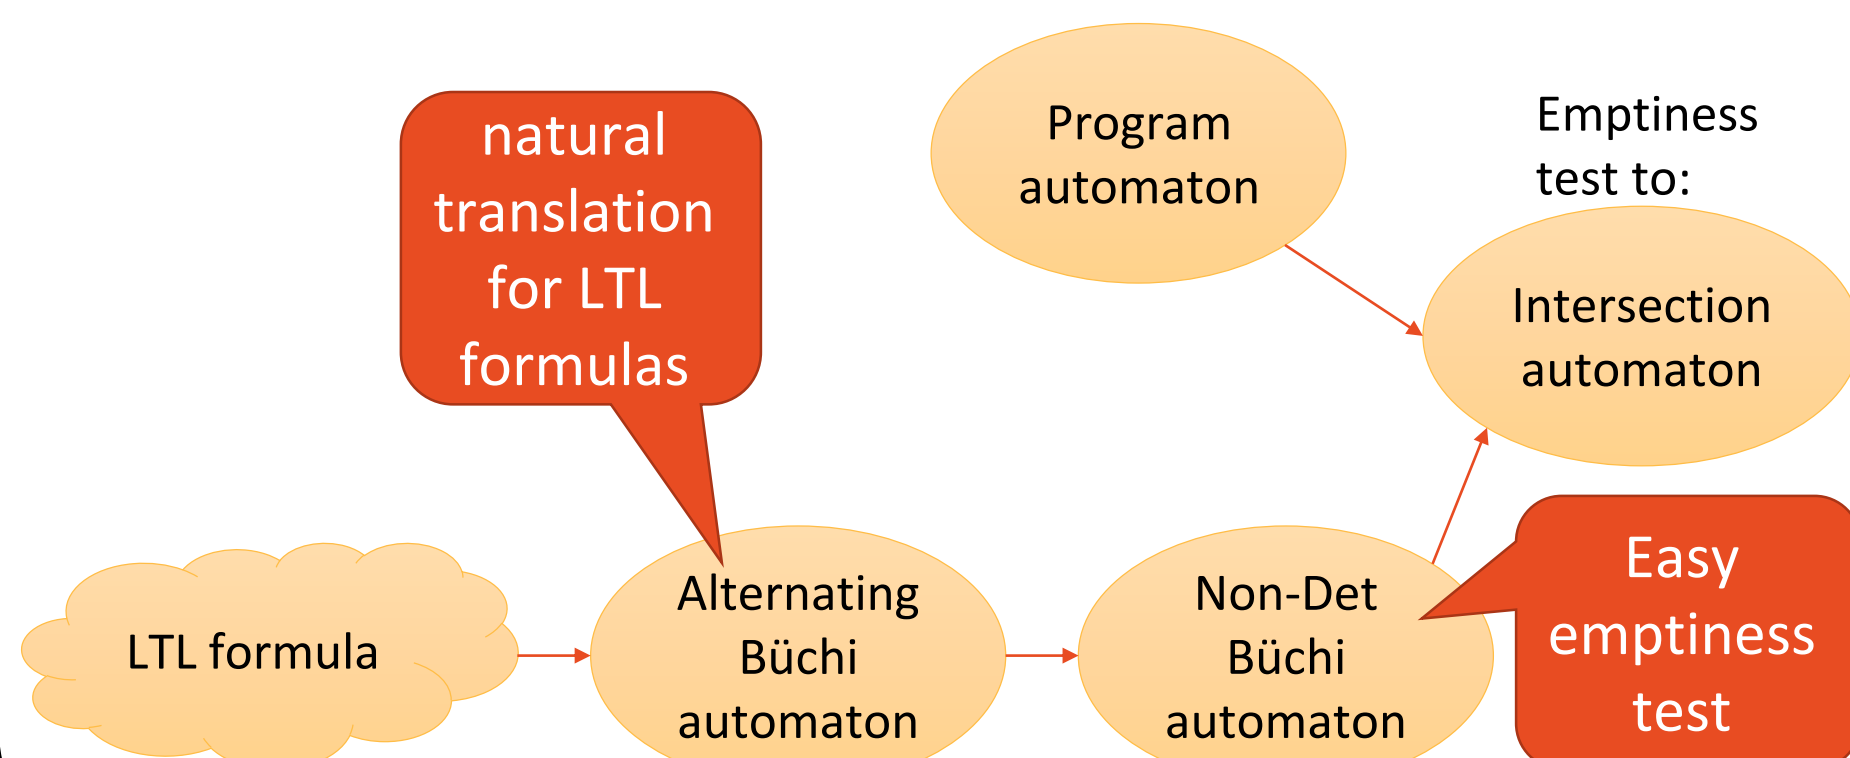 natural
translation
for LTL
formulas
Program
automaton
Emptiness
test to:
Intersection
automaton
LTL formula
Alternating
Büchi
automaton
Non-Det
Büchi
automaton
Easy
emptiness
test